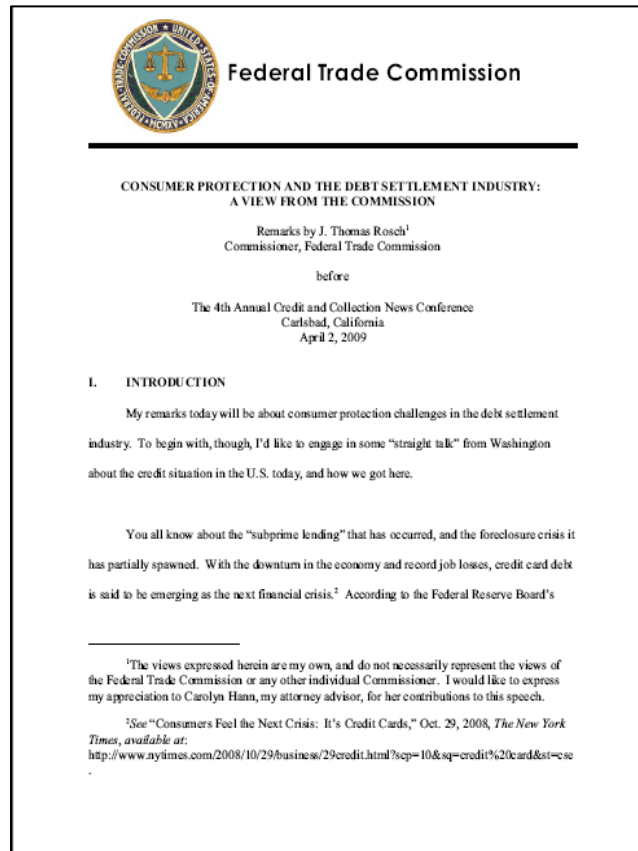 FEDERAL TRADE COMMISSION ★ UNITED STATES OF AMERICA
MCMXV
Federal Trade Commission
CONSUMER PROTECTION AND THE DEBT SETTLEMENT INDUSTRY:
A VIEW FROM THE COMMISSION
Remarks by J. Thomas Rosch¹
Commissioner, Federal Trade Commission
before
The 4th Annual Credit and Collection News Conference
Carlsbad, California
April 2, 2009
I. INTRODUCTION
My remarks today will be about consumer protection challenges in the debt settlement
industry. To begin with, though, I'd like to engage in some “straight talk” from Washington
about the credit situation in the U.S. today, and how we got here.
You all know about the “subprime lending” that has occurred, and the foreclosure crisis it
has partially spawned. With the downturn in the economy and record job losses, credit card debt
is said to be emerging as the next financial crisis.² According to the Federal Reserve Board’s
¹The views expressed herein are my own, and do not necessarily represent the views of
the Federal Trade Commission or any other individual Commissioner. I would like to express
my appreciation to Carolyn Hann, my attorney advisor, for her contributions to this speech.
²See “Consumers Feel the Next Crisis: It’s Credit Cards,” Oct. 29, 2008, The New York
Times, available at:
http://www.nytimes.com/2008/10/29/business/29credit.html?scp=10&sq=credit%20card&st=cse
.